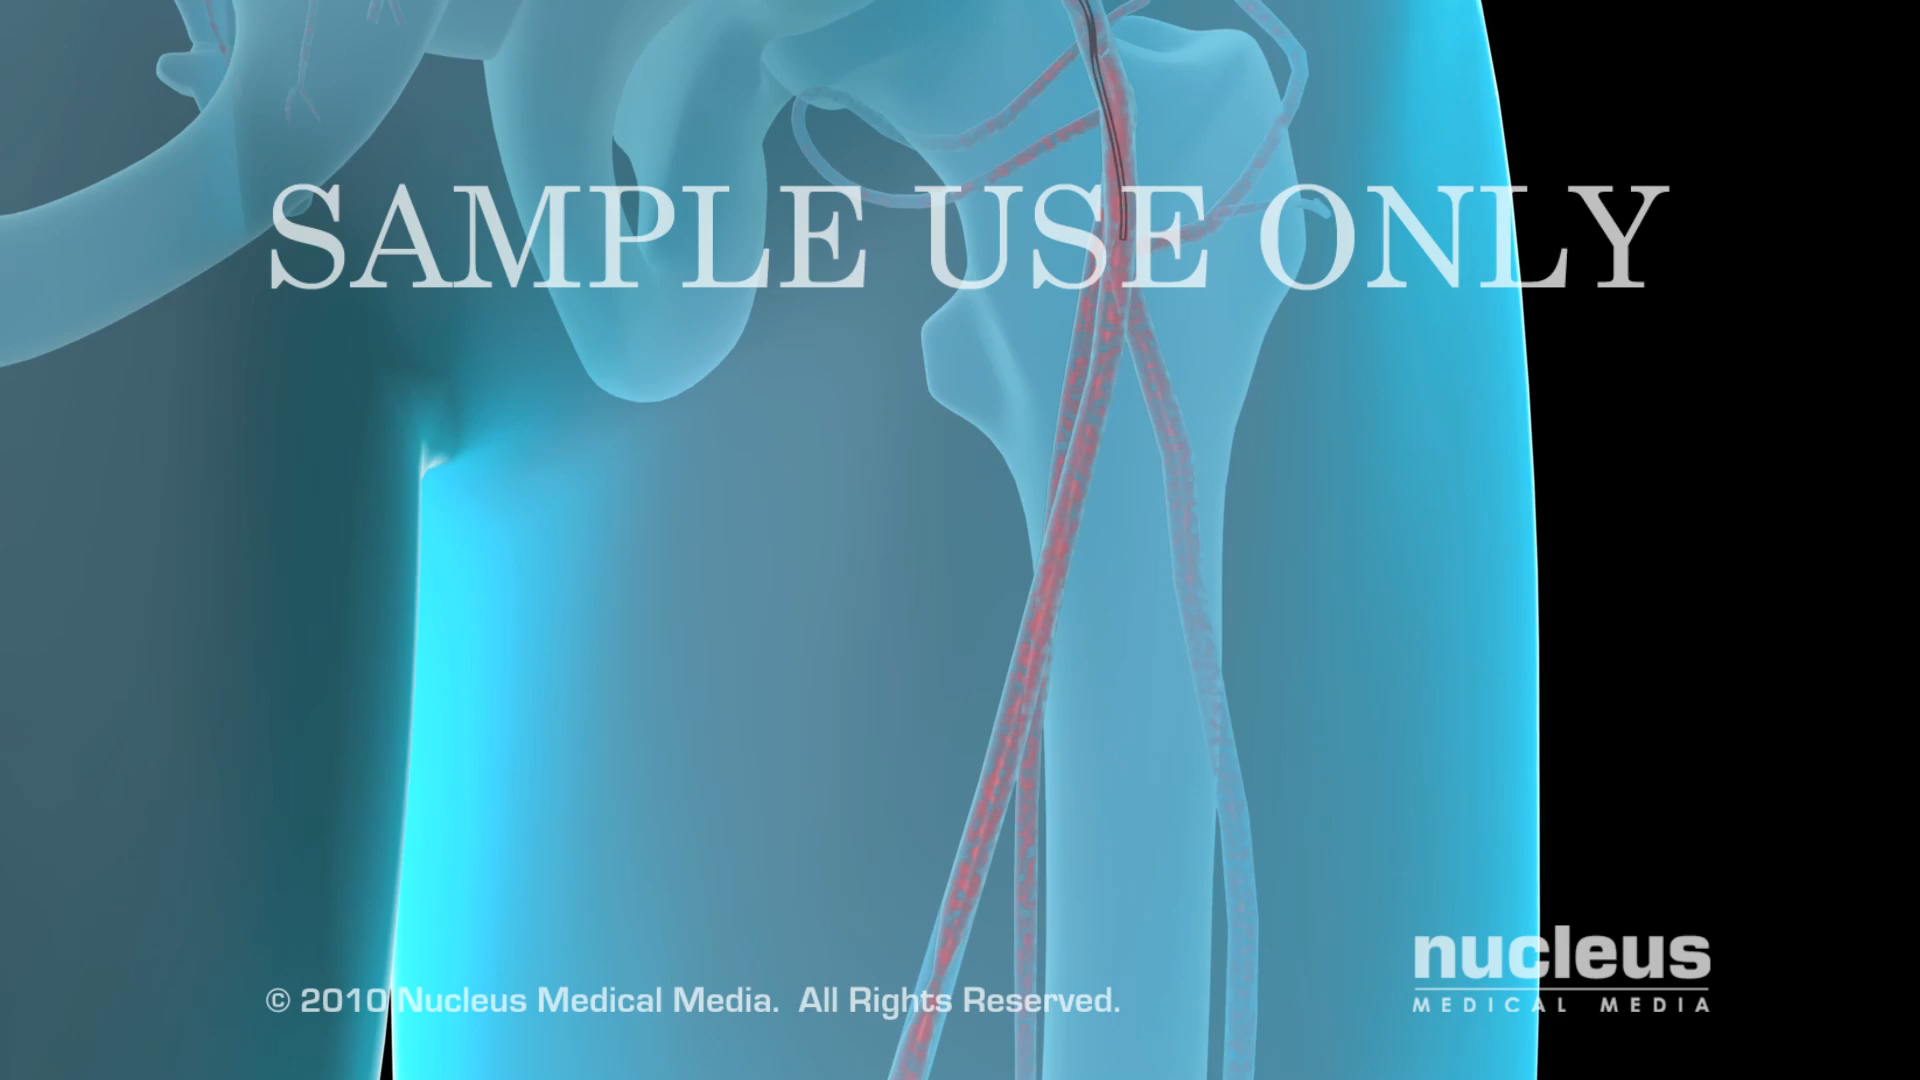 SAMPLE USE ONLY
nucleus
MEDICAL MEDIA
© 2010 Nucleus Medical Media. All Rights Reserved.